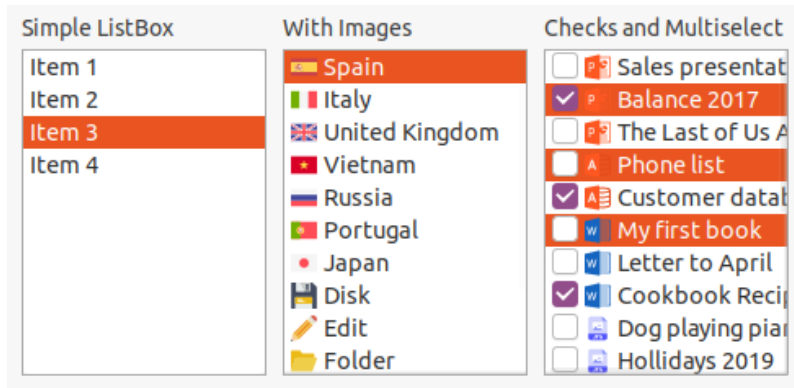 Simple ListBox
Item 1
Item 2
Item 3
Item 4
With Images
Spain
Italy
United Kingdom
Vietnam
Russia
Portugal
Japan
Disk
Edit
Folder
Checks and Multiselect
Sales presentat
Balance 2017
The Last of Us A
Phone list
Customer datab
My first book
Letter to April
Cookbook Recip
Dog playing pian
Hollidays 2019